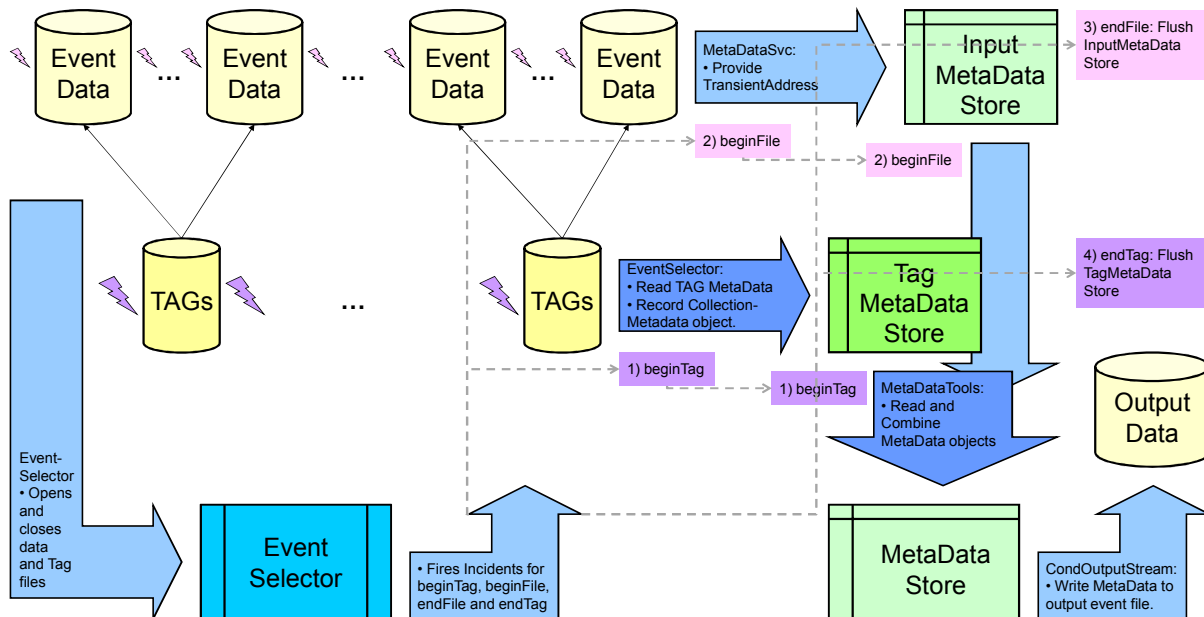 Event
Data
...
Event
Data
...
Event
Data
...
Event
Data
MetaDataSvc:
• Provide
TransientAddress
Input
MetaData
Store
3) endFile: Flush
InputMetaData
Store
2) beginFile
2) beginFile
TAGs
...
TAGs
EventSelector:
• Read TAG MetaData
• Record Collection-
Metadata object.
Tag
MetaData
Store
4) endTag: Flush
TagMetaData
Store
1) beginTag
1) beginTag
MetaDataTools:
• Read and
Combine
MetaData objects
Output
Data
Event-
Selector
• Opens
and
closes
data
and Tag
files
Event
Selector
• Fires Incidents for
beginTag, beginFile,
endFile and endTag
MetaData
Store
CondOutputStream:
• Write MetaData to
output event file.